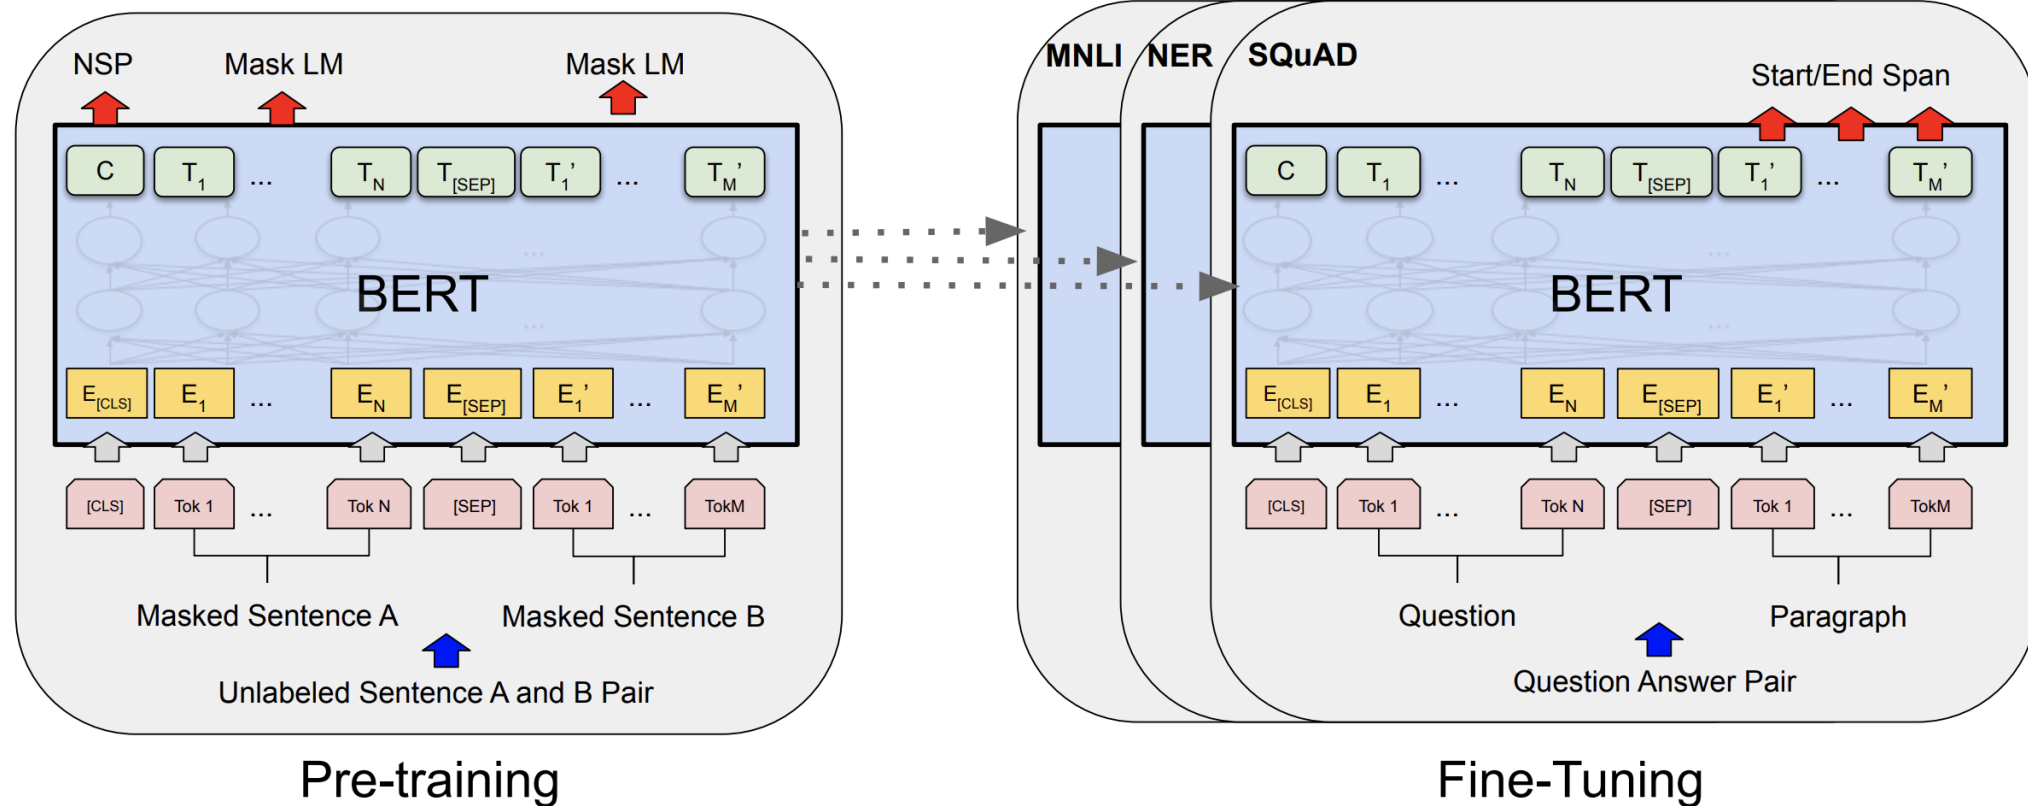 NSP Mask LM Mask LM
C T1 ... TN T[SEP] T1' ... TM'
...
BERT
...
E[CLS] E1 ... EN E[SEP] E1' ... EM'
[CLS] Tok 1 ... Tok N [SEP] Tok 1 ... TokM
Masked Sentence A Masked Sentence B
Unlabeled Sentence A and B Pair
Pre-training
MNLI NER SQuAD
Start/End Span
C T1 ... TN T[SEP] T1' ... TM'
...
BERT
...
E[CLS] E1 ... EN E[SEP] E1' ... EM'
[CLS] Tok 1 ... Tok N [SEP] Tok 1 ... TokM
Question Paragraph
Question Answer Pair
Fine-Tuning